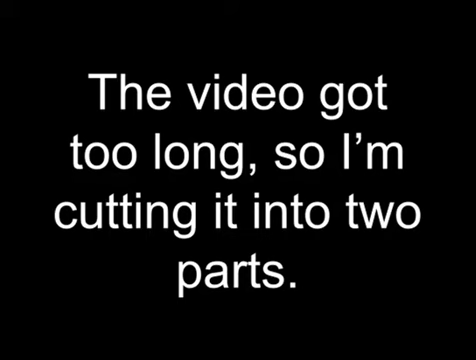 The video got
too long, so I’m
cutting it into two
parts.